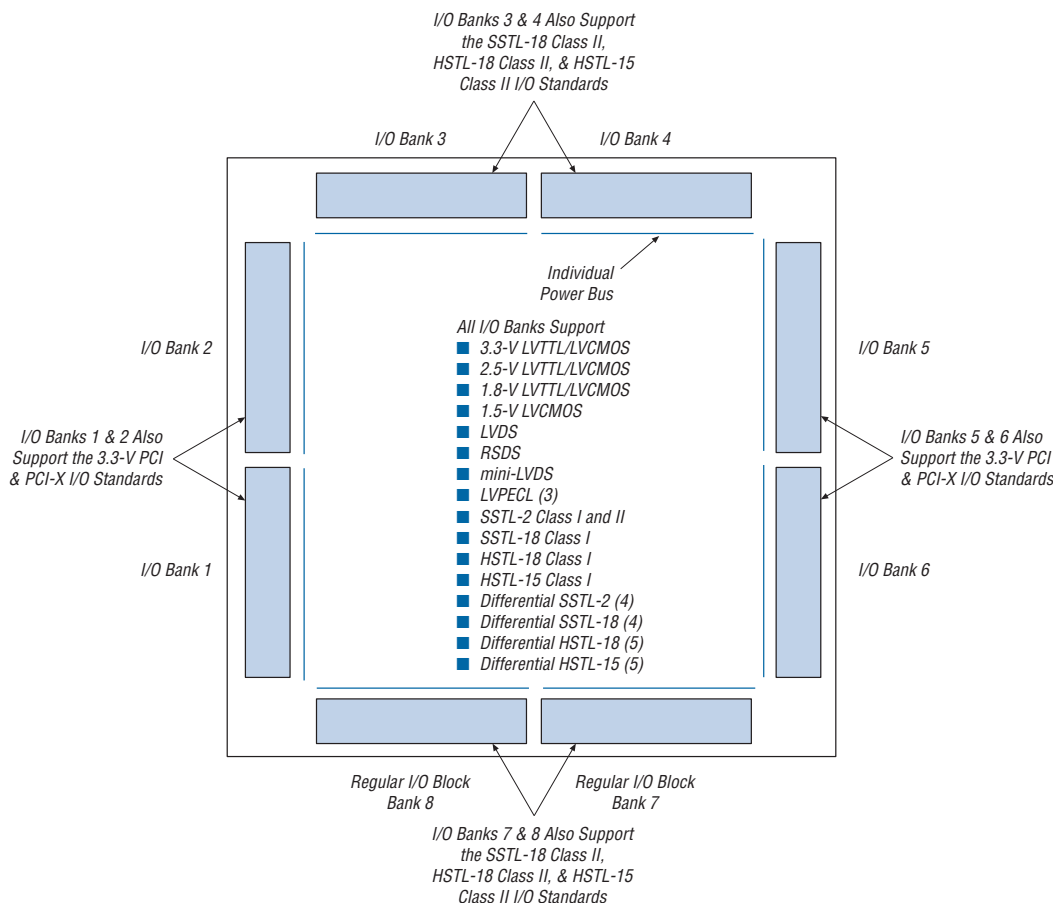 I/O Banks 3 & 4 Also Support
the SSTL-18 Class II,
HSTL-18 Class II, & HSTL-15
Class II I/O Standards
I/O Bank 3
I/O Bank 4
Individual
Power Bus
All I/O Banks Support
3.3-V LVTTL/LVCMOS
2.5-V LVTTL/LVCMOS
1.8-V LVTTL/LVCMOS
1.5-V LVCMOS
LVDS
RSDS
mini-LVDS
LVPECL (3)
SSTL-2 Class I and II
SSTL-18 Class I
HSTL-18 Class I
HSTL-15 Class I
Differential SSTL-2 (4)
Differential SSTL-18 (4)
Differential HSTL-18 (5)
Differential HSTL-15 (5)
I/O Bank 2
I/O Banks 1 & 2 Also
Support the 3.3-V PCI
& PCI-X I/O Standards
I/O Bank 1
I/O Bank 5
I/O Banks 5 & 6 Also
Support the 3.3-V PCI
& PCI-X I/O Standards
I/O Bank 6
Regular I/O Block
Bank 8
Regular I/O Block
Bank 7
I/O Banks 7 & 8 Also Support
the SSTL-18 Class II,
HSTL-18 Class II, & HSTL-15
Class II I/O Standards